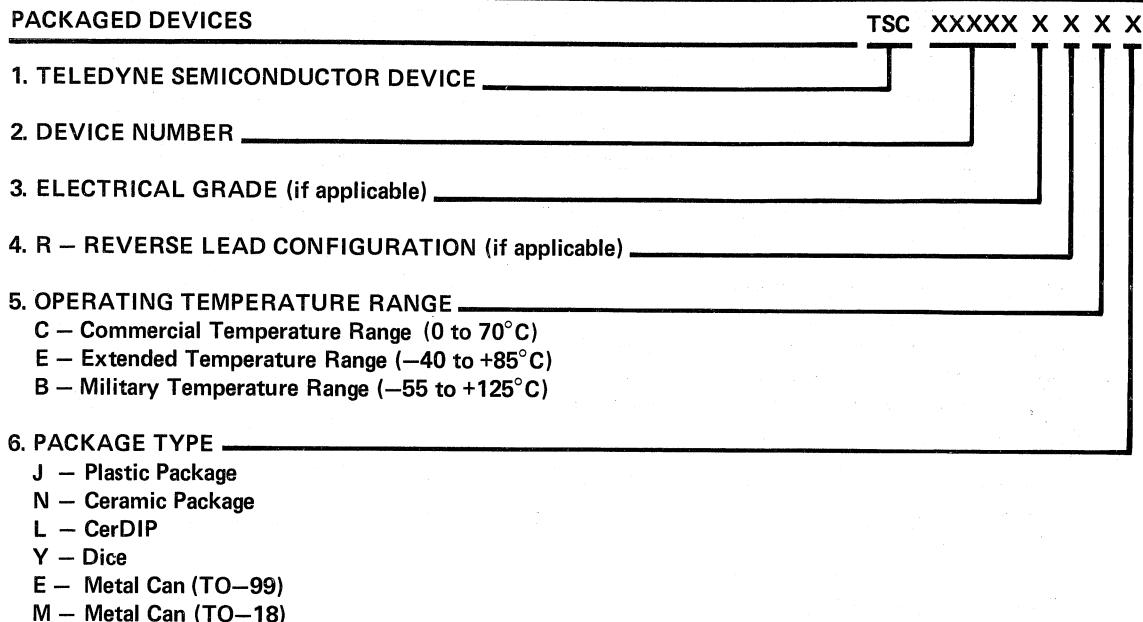 PACKAGED DEVICES TSC XXXXX X X X X
1. TELEDYNE SEMICONDUCTOR DEVICE
2. DEVICE NUMBER
3. ELECTRICAL GRADE (if applicable)
4. R – REVERSE LEAD CONFIGURATION (if applicable)
5. OPERATING TEMPERATURE RANGE
C – Commercial Temperature Range (0 to 70°C)
E – Extended Temperature Range (–40 to +85°C)
B – Military Temperature Range (–55 to +125°C)
6. PACKAGE TYPE
J – Plastic Package
N – Ceramic Package
L – CerDIP
Y – Dice
E – Metal Can (TO–99)
M – Metal Can (TO–18)